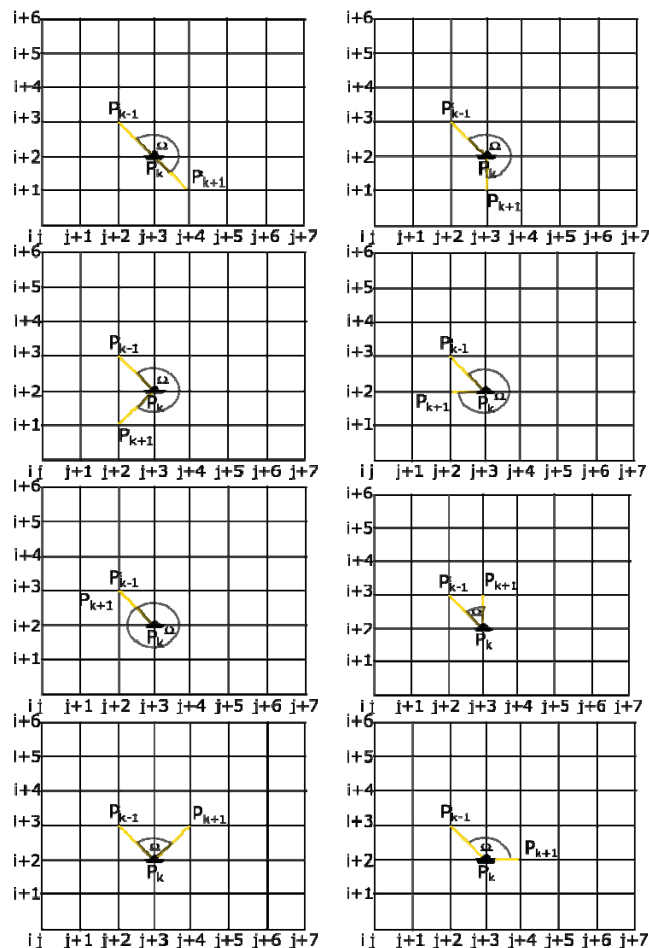 i+6
i+5
i+4
i+3 P k-1
i+2 Ω
P k P k+1
i+1
i j j+1 j+2 j+3 j+4 j+5 j+6 j+7
i+6
i+5
i+4
i+3 P k-1
i+2 Ω
P k
i+1 P k+1
i j j+1 j+2 j+3 j+4 j+5 j+6 j+7
i+6
i+5
i+4
i+3 P k-1
i+2 Ω
P k
i+1 P k+1
i j j+1 j+2 j+3 j+4 j+5 j+6 j+7
i+6
i+5
i+4
i+3 P k-1
i+2
P k+1 P k Ω
i+1
i j j+1 j+2 j+3 j+4 j+5 j+6 j+7
i+6
i+5
i+4
i+3 P k-1
P k+1
i+2 P k Ω
i+1
i j j+1 j+2 j+3 j+4 j+5 j+6 j+7
i+6
i+5
i+4
i+3 P k-1 P k+1
Ω
i+2 P k
i+1
i j j+1 j+2 j+3 j+4 j+5 j+6 j+7
i+6
i+5
i+4
i+3 P k-1 P k+1
Ω
i+2
P k
i+1
i j j+1 j+2 j+3 j+4 j+5 j+6 j+7
i+6
i+5
i+4
i+3 P k-1
Ω
i+2 P k+1
P k
i+1
i j j+1 j+2 j+3 j+4 j+5 j+6 j+7